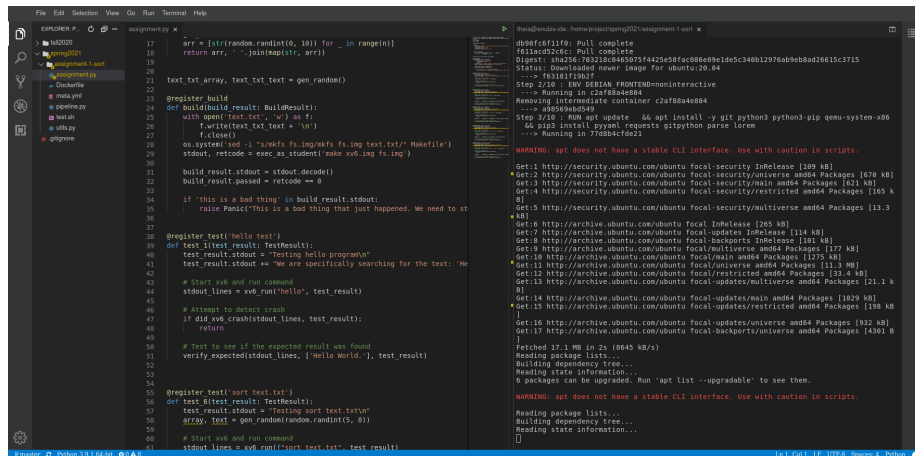 File Edit Selection View Go Run Terminal Help
EXPLORER: P...
fall2020
spring2021
assignment-1-sort
assignment.py
Dockerfile
meta.yml
pipeline.py
test.sh
utils.py
.gitignore
assignment.py ×
17 arr = [str(random.randint(0, 10)) for _ in range(n)]
18 return arr, ' '.join(map(str, arr))
19
20
21 text_txt_array, text_txt_text = gen_random()
22
23 @register_build
24 def build(build_result: BuildResult):
25 with open('text.txt', 'w') as f:
26 f.write(text_txt_text + '\n')
27 f.close()
28 os.system('sed -i "s/mkfs fs.img/mkfs fs.img text.txt/" Makefile')
29 stdout, retcode = exec_as_student('make xv6.img fs.img')
30
31 build_result.stdout = stdout.decode()
32 build_result.passed = retcode == 0
33
34 if 'this is a bad thing' in build_result.stdout:
35 raise Panic("This is a bad thing that just happened. We need to st
36
37
38 @register_test('hello test')
39 def test_1(test_result: TestResult):
40 test_result.stdout = "Testing hello program\n"
41 test_result.stdout += "We are specifically searching for the text: 'He
42
43 # Start xv6 and run command
44 stdout_lines = xv6_run("hello", test_result)
45
46 # Attempt to detect crash
47 if did_xv6_crash(stdout_lines, test_result):
48 return
49
50 # Test to see if the expected result was found
51 verify_expected(stdout_lines, ['Hello World.'], test_result)
52
53
54
55 @register_test('sort text.txt')
56 def test_6(test_result: TestResult):
57 test_result.stdout = "Testing sort text.txt\n"
58 array, text = gen_random(random.randint(5, 8))
59
60 # Start xv6 and run command
61 stdout_lines = xv6_run(f"sort text.txt", test_result)
theia@anubis-ide: /home/project/spring2021/assignment-1-sort ×
db98fc6f11f0: Pull complete
f611acd52c6c: Pull complete
Digest: sha256:703218c0465075f4425e58fac086e09e1de5c340b12976ab9eb8ad26615c3715
Status: Downloaded newer image for ubuntu:20.04
---> f63181f19b2f
Step 2/10 : ENV DEBIAN_FRONTEND=noninteractive
---> Running in c2af88a4e804
Removing intermediate container c2af88a4e804
---> a98569ebd549
Step 3/10 : RUN apt update && apt install -y git python3 python3-pip qemu-system-x86
&& pip3 install pyyaml requests gitpython parse lorem
---> Running in 77d8b4cfde21
WARNING: apt does not have a stable CLI interface. Use with caution in scripts.
Get:1 http://security.ubuntu.com/ubuntu focal-security InRelease [109 kB]
Get:2 http://security.ubuntu.com/ubuntu focal-security/universe amd64 Packages [670 kB]
Get:3 http://security.ubuntu.com/ubuntu focal-security/main amd64 Packages [621 kB]
Get:4 http://security.ubuntu.com/ubuntu focal-security/restricted amd64 Packages [165 k
B]
Get:5 http://security.ubuntu.com/ubuntu focal-security/multiverse amd64 Packages [13.3
kB]
Get:6 http://archive.ubuntu.com/ubuntu focal InRelease [265 kB]
Get:7 http://archive.ubuntu.com/ubuntu focal-updates InRelease [114 kB]
Get:8 http://archive.ubuntu.com/ubuntu focal-backports InRelease [101 kB]
Get:9 http://archive.ubuntu.com/ubuntu focal/multiverse amd64 Packages [177 kB]
Get:10 http://archive.ubuntu.com/ubuntu focal/main amd64 Packages [1275 kB]
Get:11 http://archive.ubuntu.com/ubuntu focal/universe amd64 Packages [11.3 MB]
Get:12 http://archive.ubuntu.com/ubuntu focal/restricted amd64 Packages [33.4 kB]
Get:13 http://archive.ubuntu.com/ubuntu focal-updates/multiverse amd64 Packages [21.1 k
B]
Get:14 http://archive.ubuntu.com/ubuntu focal-updates/main amd64 Packages [1029 kB]
Get:15 http://archive.ubuntu.com/ubuntu focal-updates/restricted amd64 Packages [198 kB
]
Get:16 http://archive.ubuntu.com/ubuntu focal-updates/universe amd64 Packages [932 kB]
Get:17 http://archive.ubuntu.com/ubuntu focal-backports/universe amd64 Packages [4301 B
]
Fetched 17.1 MB in 2s (8645 kB/s)
Reading package lists...
Building dependency tree...
Reading state information...
6 packages can be upgraded. Run 'apt list --upgradable' to see them.
WARNING: apt does not have a stable CLI interface. Use with caution in scripts.
Reading package lists...
Building dependency tree...
Reading state information...
master Python 3.9.1 64-bit 0 8 Ln 1, Col 1 LF UTF-8 Spaces: 4 Python